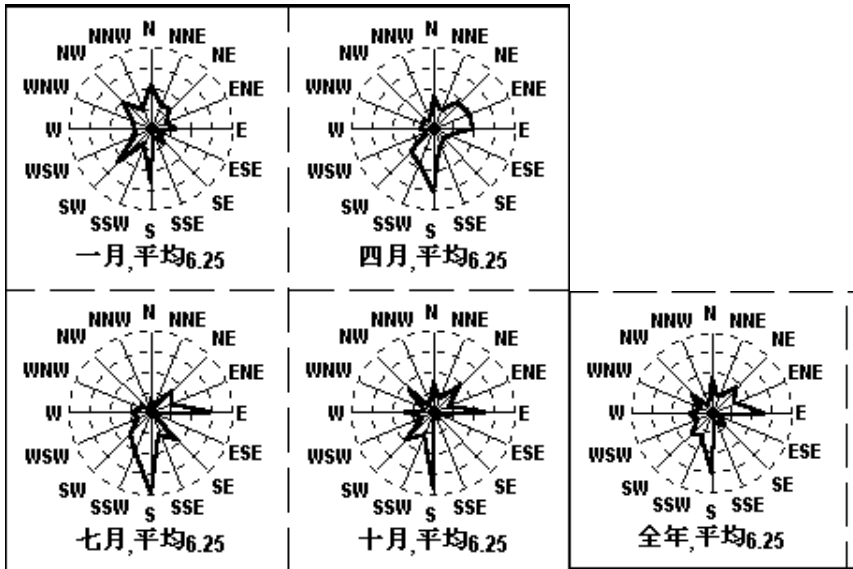 N
NNW NNE
NW NE
WNW ENE
W E
WSW ESE
SW SE
SSW SSE
S
一月,平均6.25
N
NNW NNE
NW NE
WNW ENE
W E
WSW ESE
SW SE
SSW SSE
S
四月,平均6.25
N
NNW NNE
NW NE
WNW ENE
W E
WSW ESE
SW SE
SSW SSE
S
七月,平均6.25
N
NNW NNE
NW NE
WNW ENE
W E
WSW ESE
SW SE
SSW SSE
S
十月,平均6.25
N
NNW NNE
NW NE
WNW ENE
W E
WSW ESE
SW SE
SSW SSE
S
全年,平均6.25